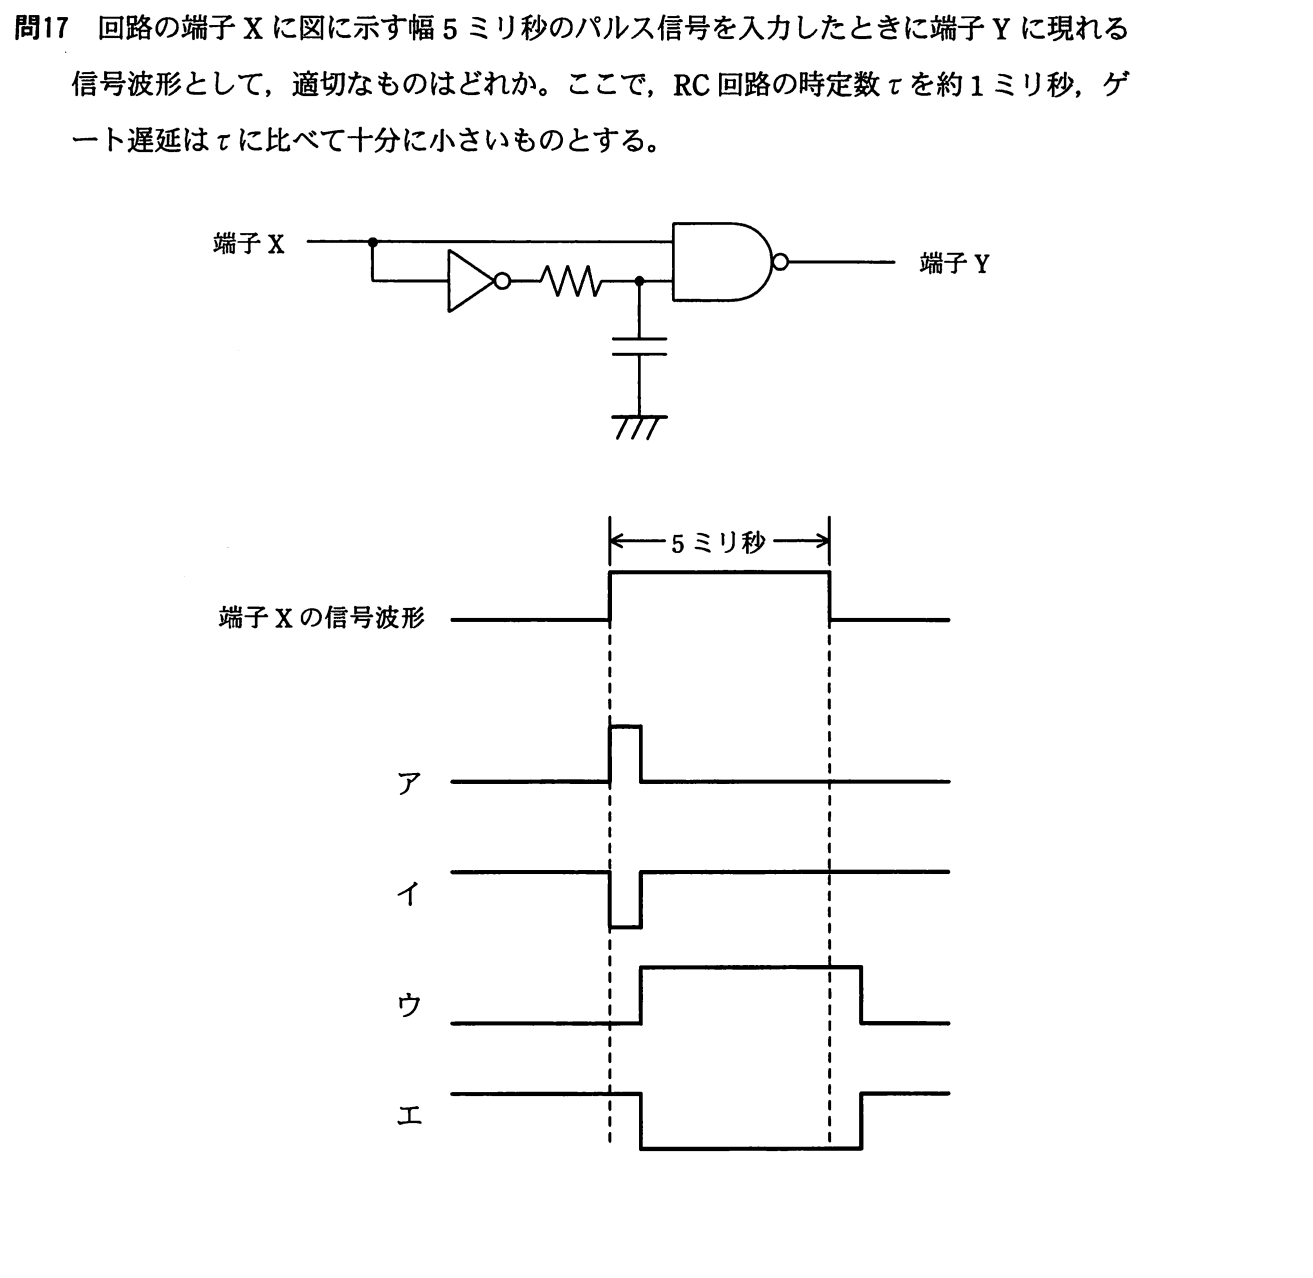 問17 回路の端子 X に図に示す幅 5 ミリ秒のパルス信号を入力したときに端子 Y に現れる
信号波形として，適切なものはどれか。ここで，RC 回路の時定数 τ を約 1 ミリ秒，ゲ
ート遅延は τ に比べて十分に小さいものとする。
端子 X
端子 Y
5 ミリ秒
端子 X の信号波形
ア
イ
ウ
エ